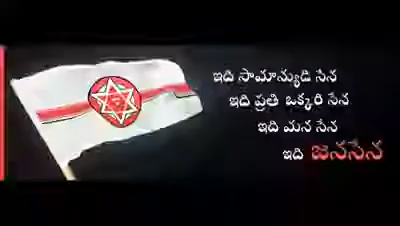 ఇది సామాన్యుడి సేన
ఇది ప్రతి ఒక్కరి సేన
ఇది మన సేన
ఇది జనసేన